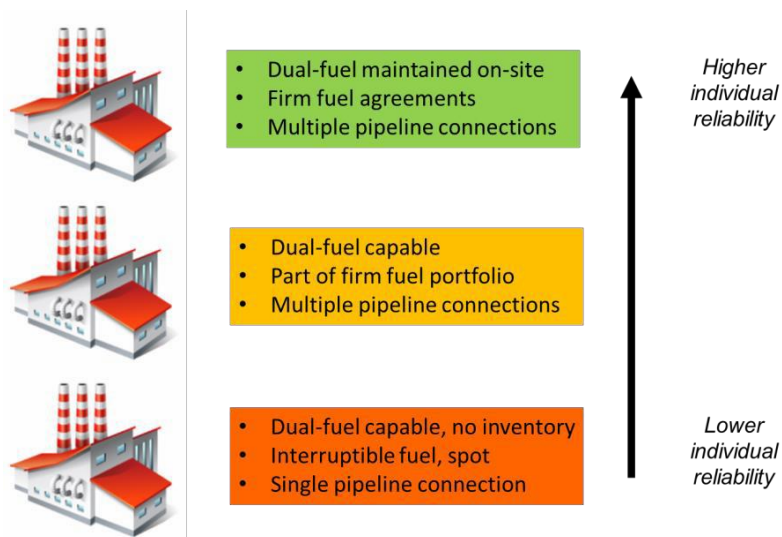 • Dual-fuel maintained on-site
• Firm fuel agreements
• Multiple pipeline connections
Higher
individual
reliability
• Dual-fuel capable
• Part of firm fuel portfolio
• Multiple pipeline connections
• Dual-fuel capable, no inventory
• Interruptible fuel, spot
• Single pipeline connection
Lower
individual
reliability